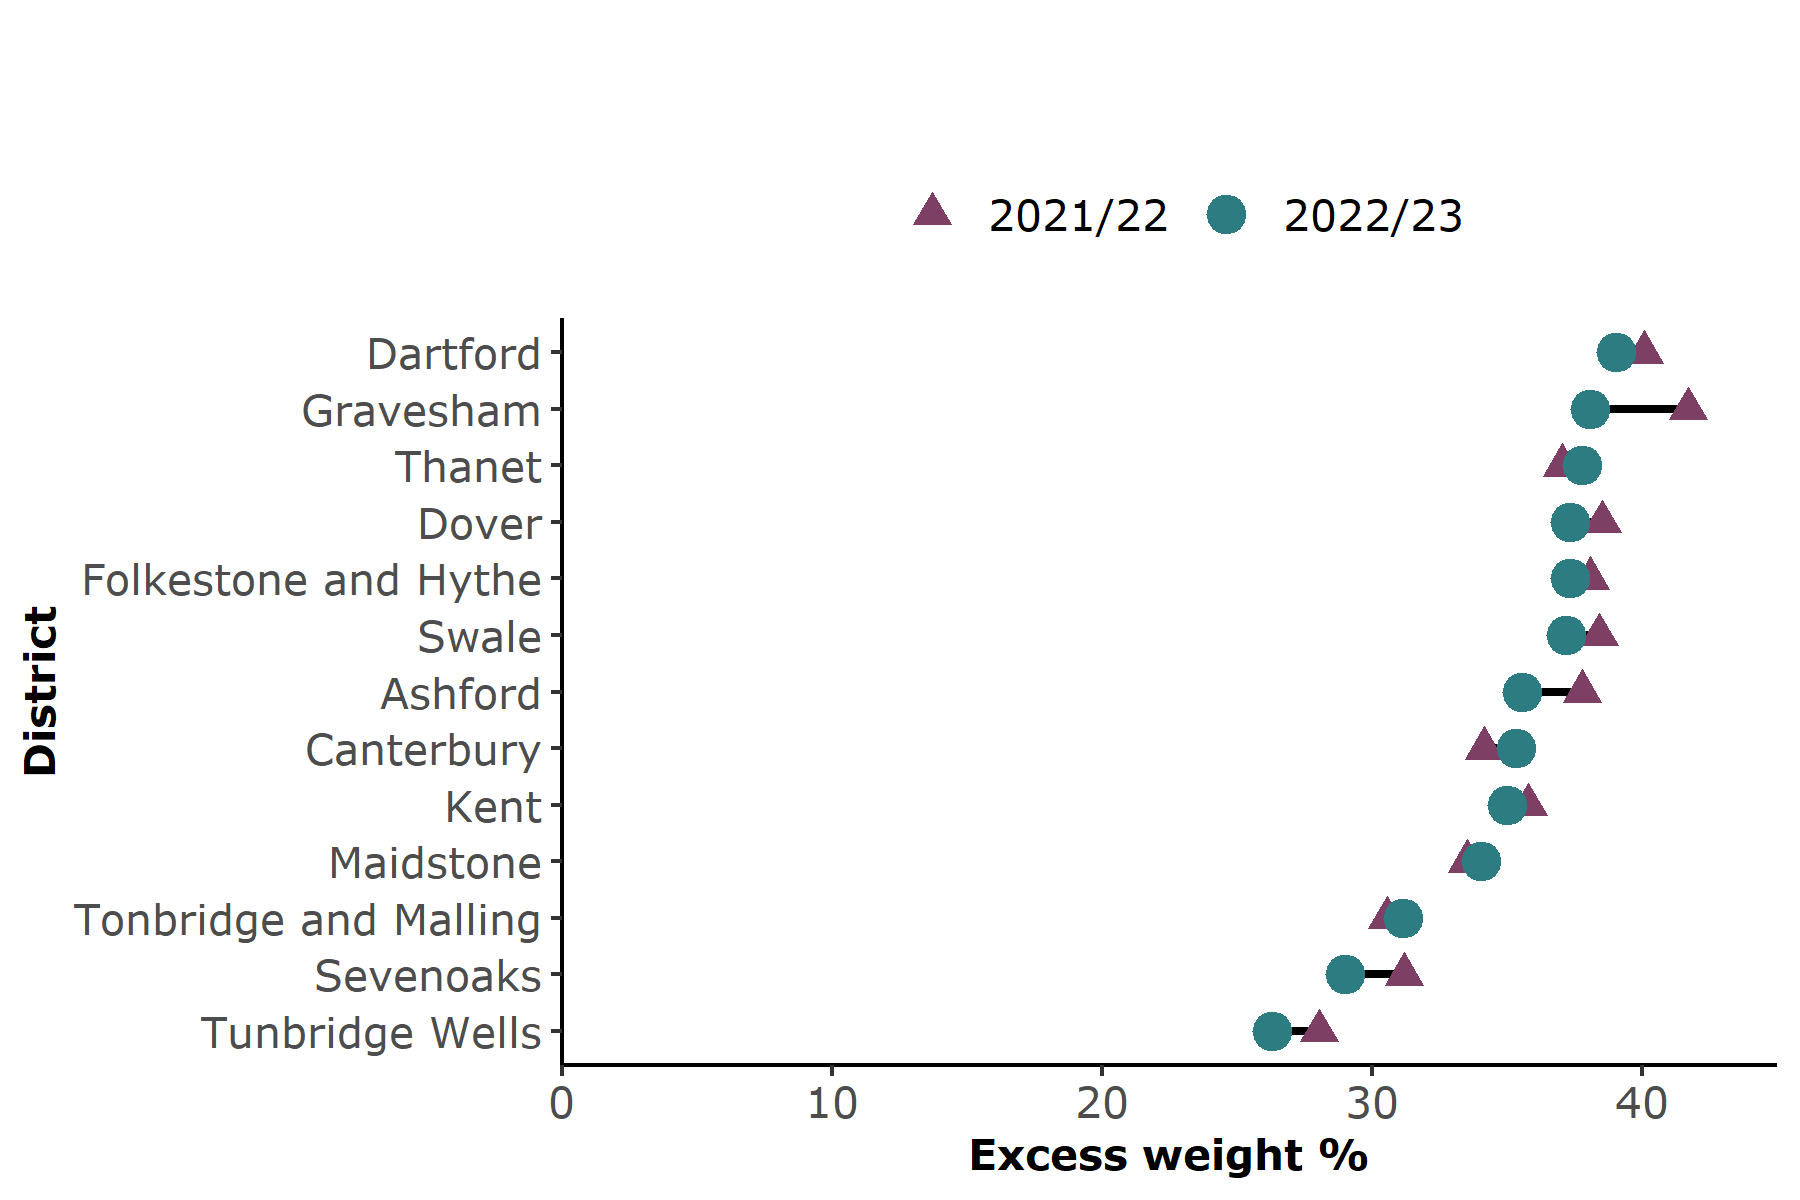 2021/22 2022/23
Dartford
Gravesham
Thanet
Dover
Folkestone and Hythe
Swale
Ashford
Canterbury
Kent
Maidstone
Tonbridge and Malling
Sevenoaks
Tunbridge Wells
District
0 10 20 30 40
Excess weight %